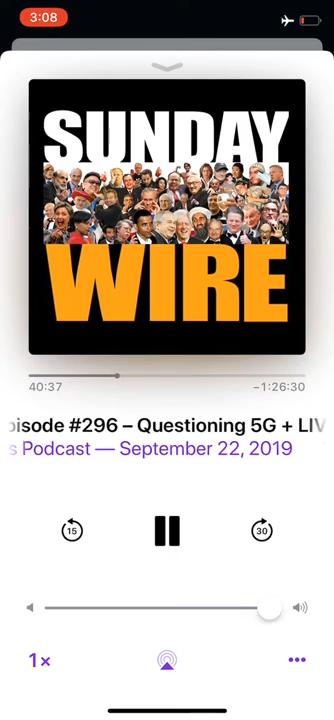 3:08
SUNDAY
WIRE
40:37
−1:26:30
pisode #296 – Questioning 5G + LIV
s Podcast — September 22, 2019
15
30
1×